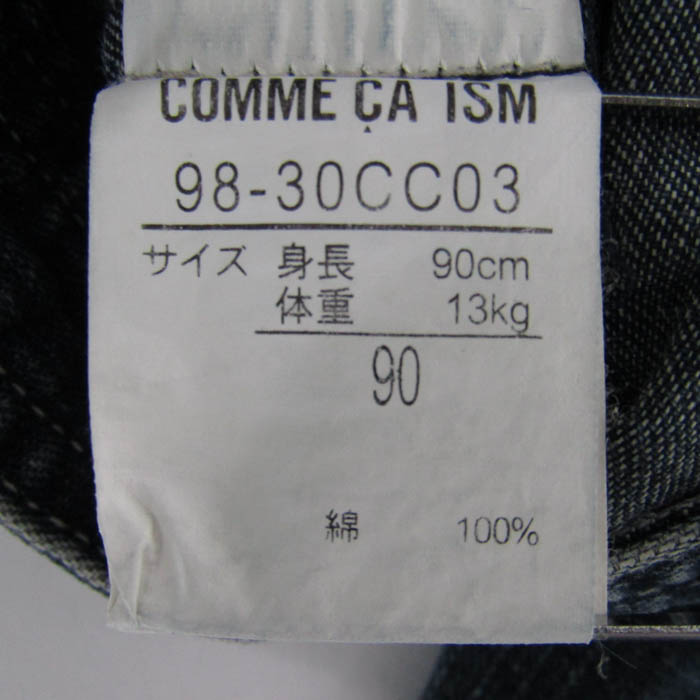 COMME ÇA ISM
98-30CC03
サイズ 身長 90cm
体重 13kg
90
綿 100%